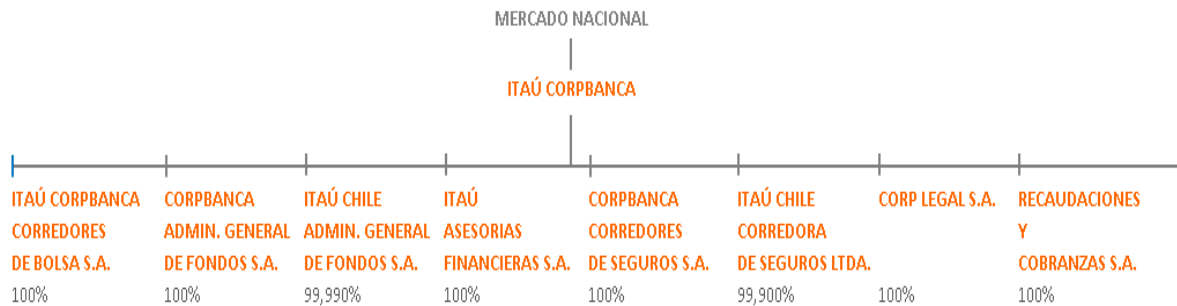 MERCADO NACIONAL
ITAÚ CORPBANCA
ITAÚ CORPBANCA
CORREDORES
DE BOLSA S.A.
100%
CORPBANCA
ADMIN. GENERAL
DE FONDOS S.A.
100%
ITAÚ CHILE
ADMIN. GENERAL
DE FONDOS S.A.
99,990%
ITAÚ
ASESORIAS
FINANCIERAS S.A.
100%
CORPBANCA
CORREDORES
DE SEGUROS S.A.
100%
ITAÚ CHILE
CORREDORA
DE SEGUROS LTDA.
99,900%
CORP LEGAL S.A.
100%
RECAUDACIONES
Y
COBRANZAS S.A.
100%